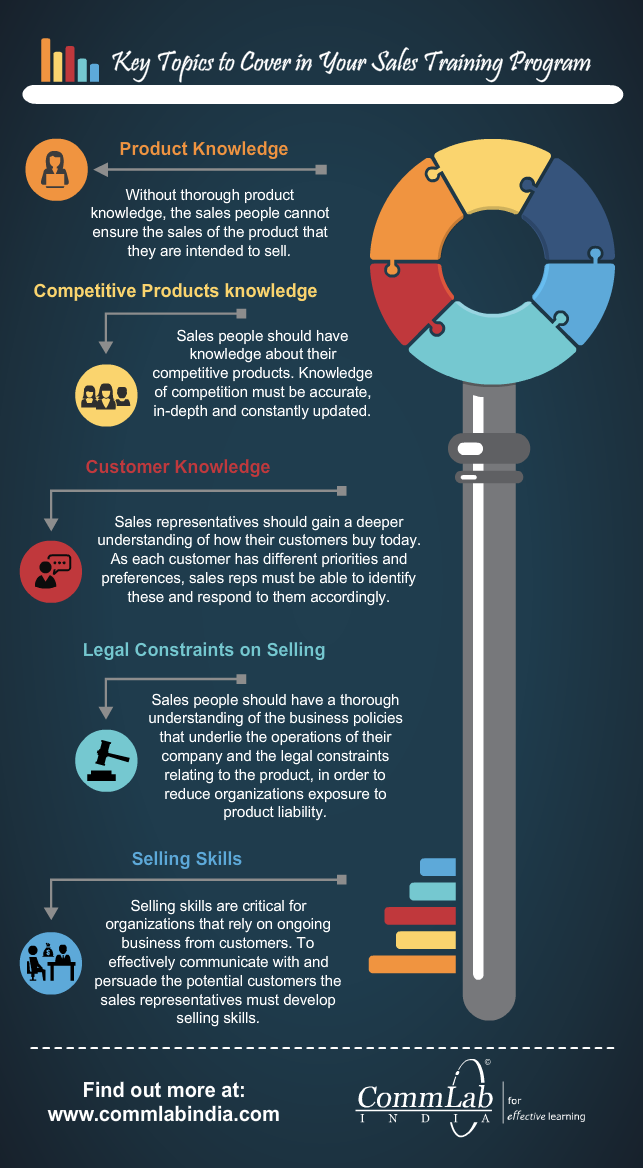 Key Topics to Cover in Your Sales Training Program
Product Knowledge
Without thorough product
knowledge, the sales people cannot
ensure the sales of the product that
they are intended to sell.
Competitive Products knowledge
Sales people should have
knowledge about their
competitive products. Knowledge
of competition must be accurate,
in-depth and constantly updated.
Customer Knowledge
Sales representatives should gain a deeper
understanding of how their customers buy today.
As each customer has different priorities and
preferences, sales reps must be able to identify
these and respond to them accordingly.
Legal Constraints on Selling
Sales people should have a thorough
understanding of the business policies
that underlie the operations of their
company and the legal constraints
relating to the product, in order to
reduce organizations exposure to
product liability.
Selling Skills
Selling skills are critical for
organizations that rely on ongoing
business from customers. To
effectively communicate with and
persuade the potential customers the
sales representatives must develop
selling skills.
Find out more at:
www.commlabindia.com
©
CommLab
INDIA
for
effective learning